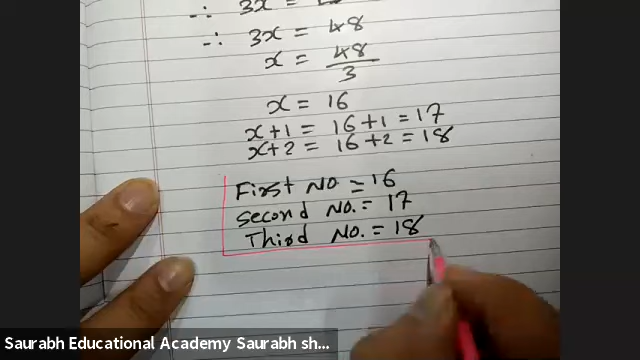 ∴ 3x =
∴ 3x = 48
x = 48/3
x = 16
x+1 = 16+1 = 17
x+2 = 16+2 = 18
First No = 16
Second No. = 17
Third No. = 18
Saurabh Educational Academy Saurabh sh...